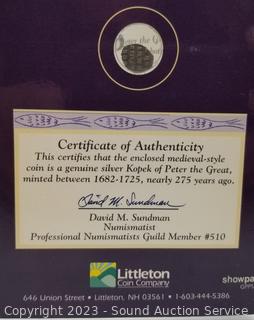 Certificate of Authenticity
This certifies that the enclosed medieval-style
coin is a genuine silver Kopek of Peter the Great,
minted between 1682-1725, nearly 275 years ago.
David M. Sundman
David M. Sundman
Numismatist
Professional Numismatists Guild Member #510
Littleton
Coin Company
646 Union Street • Littleton, NH 03561 • 1-603-444-5386
Copyright 2023 - Sound Auction Service